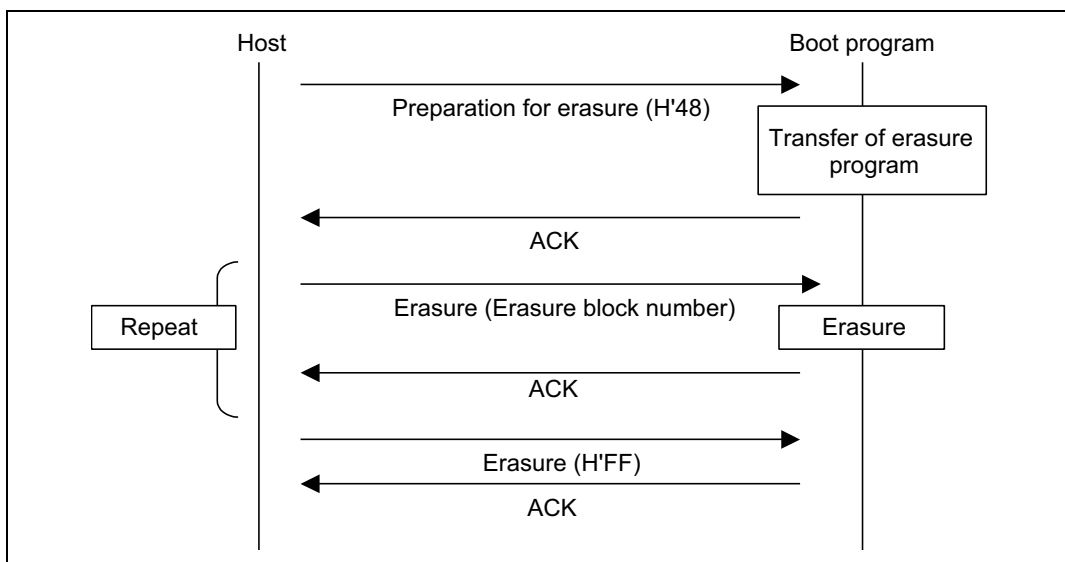 Host
Boot program
Preparation for erasure (H'48)
Transfer of erasure
program
ACK
Erasure (Erasure block number)
Repeat
Erasure
ACK
Erasure (H'FF)
ACK